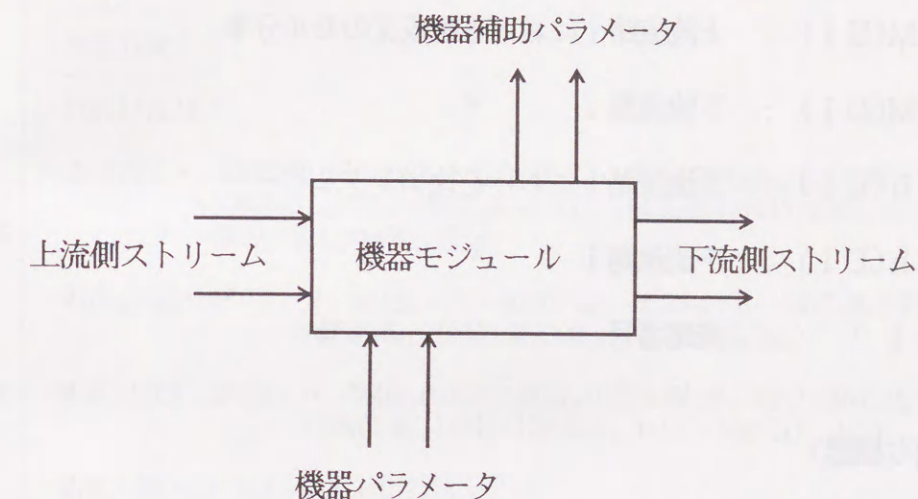 機器補助パラメータ
上流側ストリーム
機器モジュール
下流側ストリーム
機器パラメータ